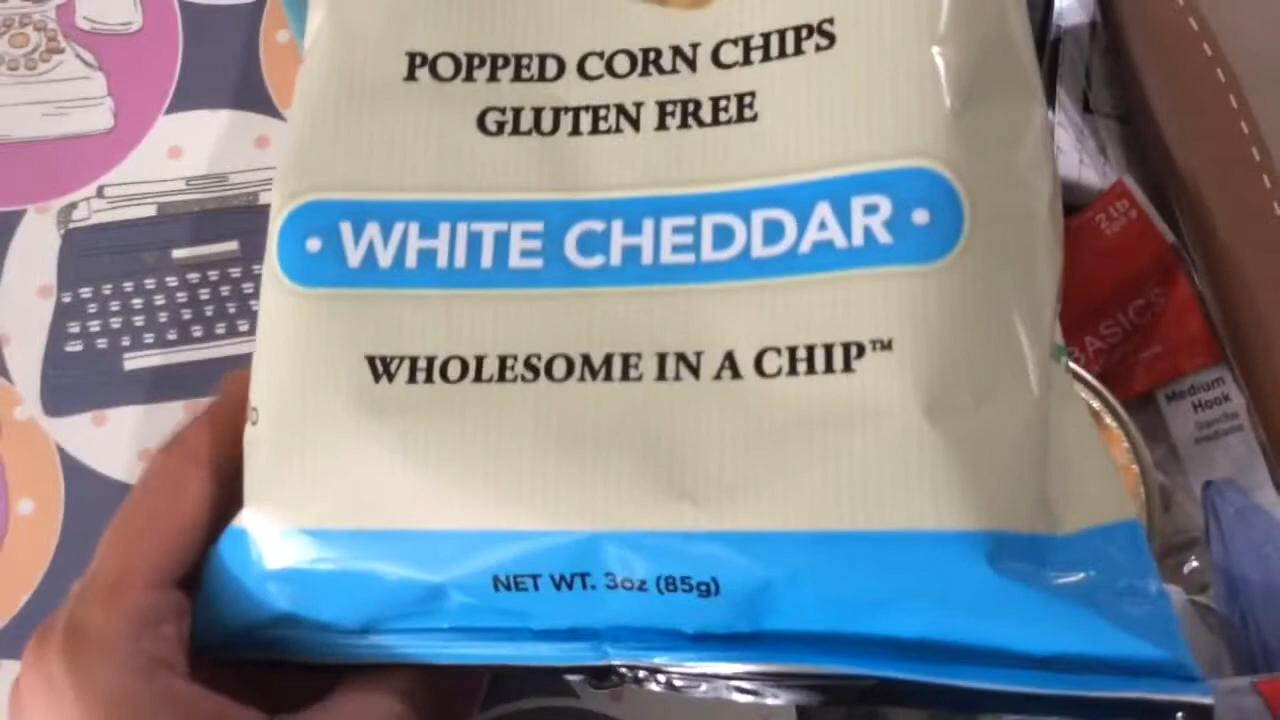 POPPED CORN CHIPS
GLUTEN FREE
• WHITE CHEDDAR •
WHOLESOME IN A CHIP™
NET WT. 3oz (85g)
2 lb
BASICS
Medium
Hook